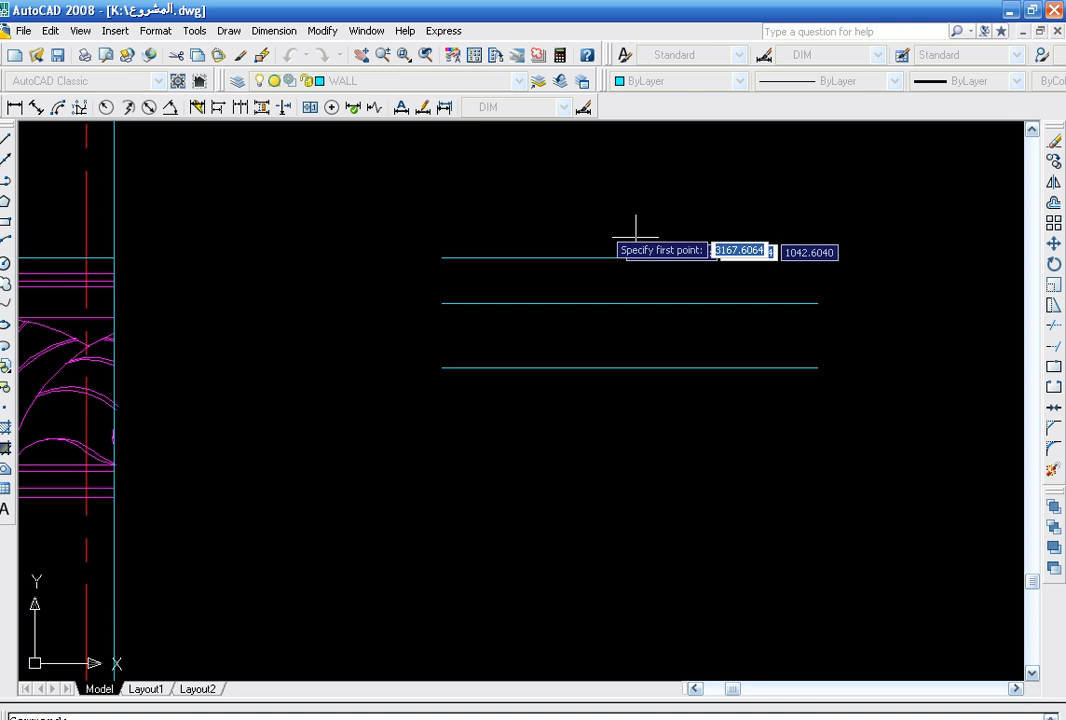 AutoCAD 2008 - [K:\المشروع.dwg]
File Edit View Insert Format Tools Draw Dimension Modify Window Help Express
Type a question for help
Standard DIM Standard
AutoCAD Classic WALL ByLayer ByLayer ByLayer ByCol
DIM
Specify first point: 3167.6064 1042.6040
Y
X
A
Model Layout1 Layout2
Command: